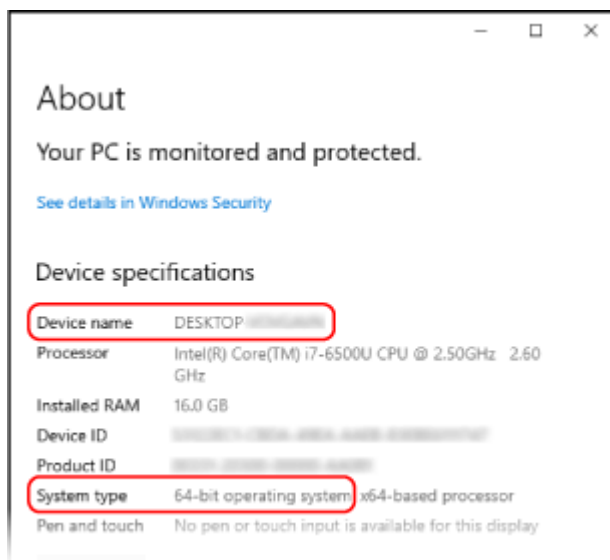 About
Your PC is monitored and protected.
See details in Windows Security
Device specifications
Device name DESKTOP
Processor Intel(R) Core(TM) i7-6500U CPU @ 2.50GHz 2.60
GHz
Installed RAM 16.0 GB
Device ID
Product ID
System type 64-bit operating system, x64-based processor
Pen and touch No pen or touch input is available for this display